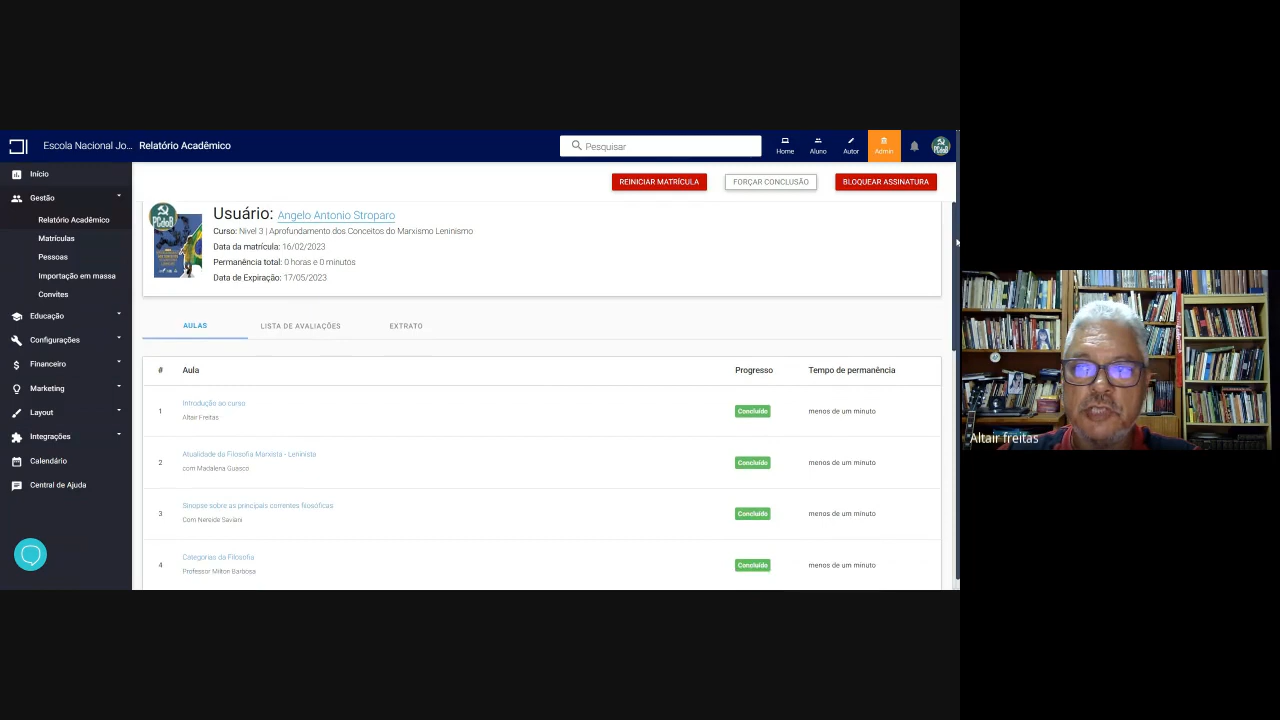 Escola Nacional Jo... Relatório Acadêmico
Pesquisar
Home
Aluno
Autor
Admin
Início
Gestão
Relatório Acadêmico
Matrículas
Pessoas
Importação em massa
Convites
Educação
Configurações
Financeiro
Marketing
Layout
Integrações
Calendário
Central de Ajuda
REINICIAR MATRÍCULA
FORÇAR CONCLUSÃO
BLOQUEAR ASSINATURA
PCdoB
Usuário: Angelo Antonio Stroparo
Curso: Nível 3 | Aprofundamento dos Conceitos do Marxismo Leninismo
Data da matrícula: 16/02/2023
Permanência total: 0 horas e 0 minutos
Data de Expiração: 17/05/2023
AULAS
LISTA DE AVALIAÇÕES
EXTRATO
# Aula Progresso Tempo de permanência
1 Introdução ao curso Concluído menos de um minuto
Altair Freitas
2 Atualidade da Filosofia Marxista - Leninista Concluído menos de um minuto
com Madalena Guasco
3 Sinopse sobre as principais correntes filosóficas Concluído menos de um minuto
Com Nereide Saviani
4 Categorias da Filosofia Concluído menos de um minuto
Professor Milton Barbosa
Altair freitas